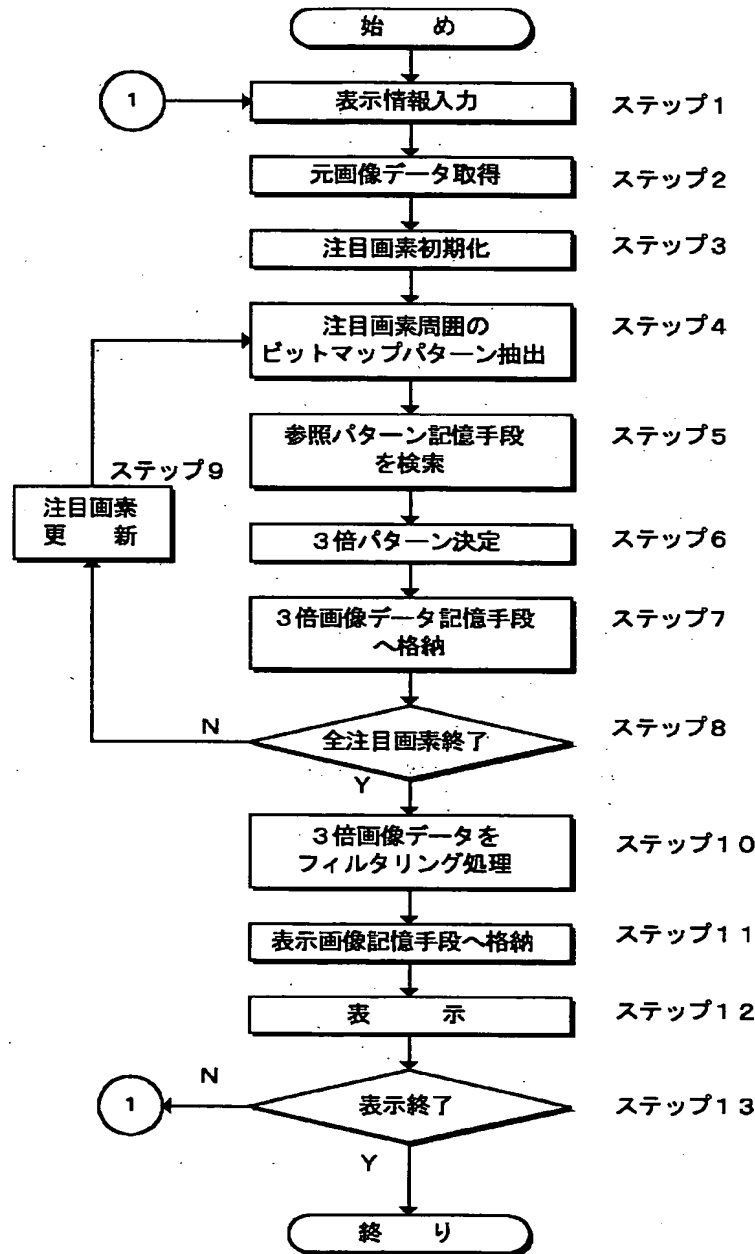 始 め
1
表示情報入力
ステップ1
元画像データ取得
ステップ2
注目画素初期化
ステップ3
注目画素周囲の
ビットマップパターン抽出
ステップ4
参照パターン記憶手段
を検索
ステップ5
ステップ9
注目画素
更 新
3倍パターン決定
ステップ6
3倍画像データ記憶手段
へ格納
ステップ7
N
全注目画素終了
ステップ8
Y
3倍画像データを
フィルタリング処理
ステップ10
表示画像記憶手段へ格納
ステップ11
表 示
ステップ12
N
1
表示終了
ステップ13
Y
終 り